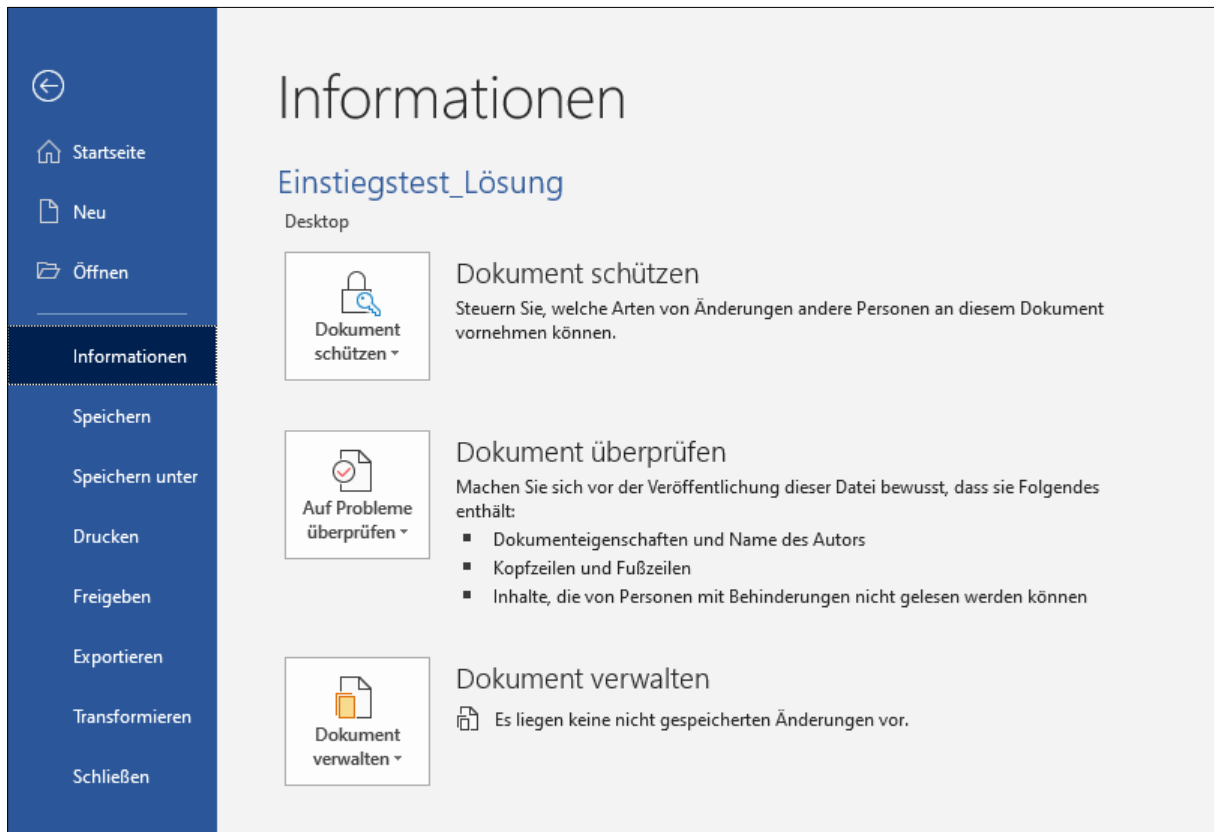 Startseite
Neu
Öffnen
Informationen
Speichern
Speichern unter
Drucken
Freigeben
Exportieren
Transformieren
Schließen
Informationen
Einstiegstest_Lösung
Desktop
Dokument
schützen
Dokument schützen
Steuern Sie, welche Arten von Änderungen andere Personen an diesem Dokument
vornehmen können.
Auf Probleme
überprüfen
Dokument überprüfen
Machen Sie sich vor der Veröffentlichung dieser Datei bewusst, dass sie Folgendes
enthält:
▪ Dokumenteigenschaften und Name des Autors
▪ Kopfzeilen und Fußzeilen
▪ Inhalte, die von Personen mit Behinderungen nicht gelesen werden können
Dokument
verwalten
Dokument verwalten
Es liegen keine nicht gespeicherten Änderungen vor.